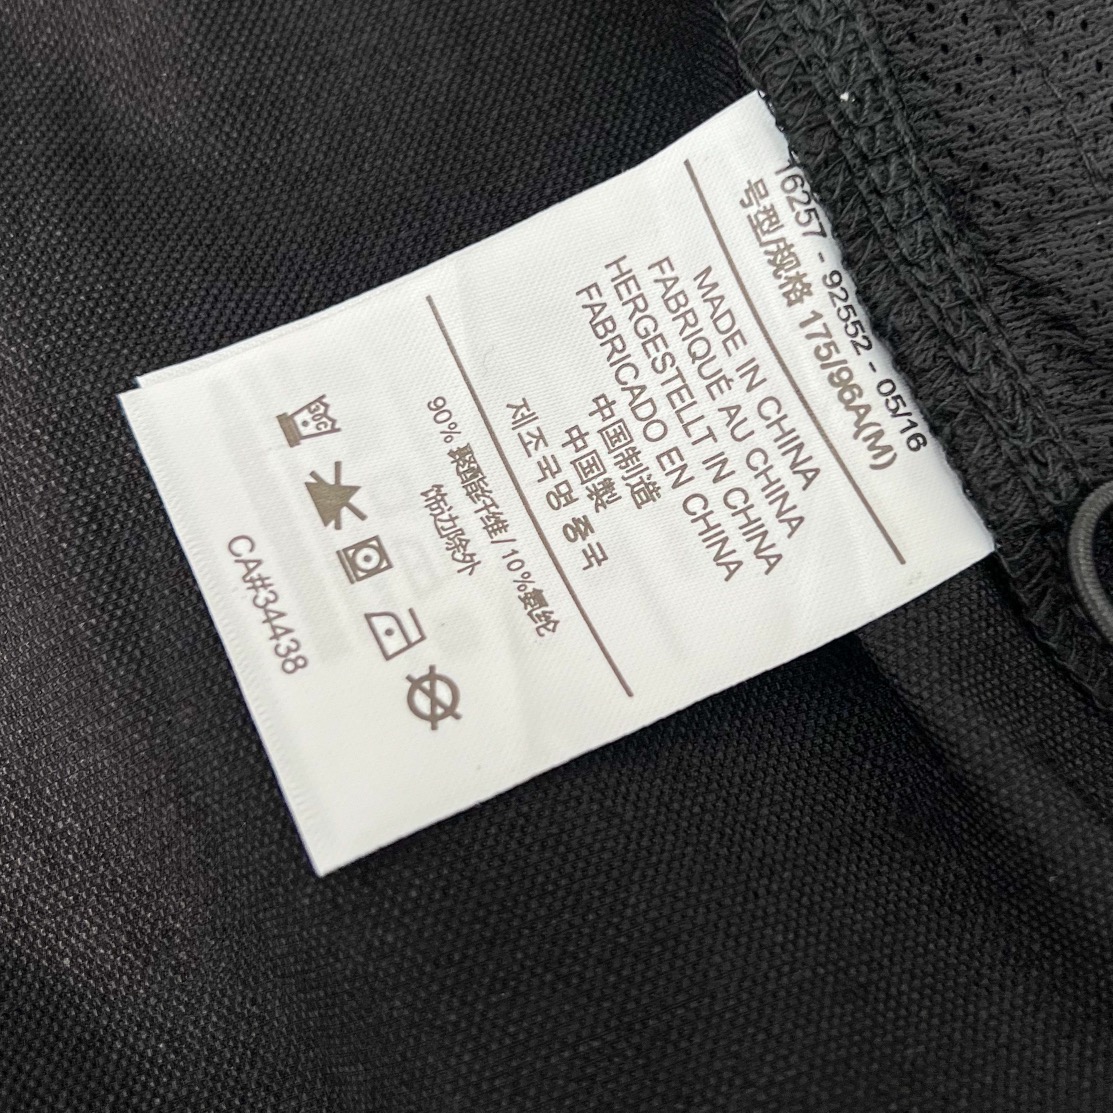 16257 - 92552 - 05/16
号型/规格 175/96A(M)
MADE IN CHINA
FABRIQUÉ AU CHINA
HERGESTELLT IN CHINA
FABRICADO EN CHINA
中国制造
中国製
제조국명 중국
90% 聚酯纤维 / 10%氨纶
饰边除外
CA#34438